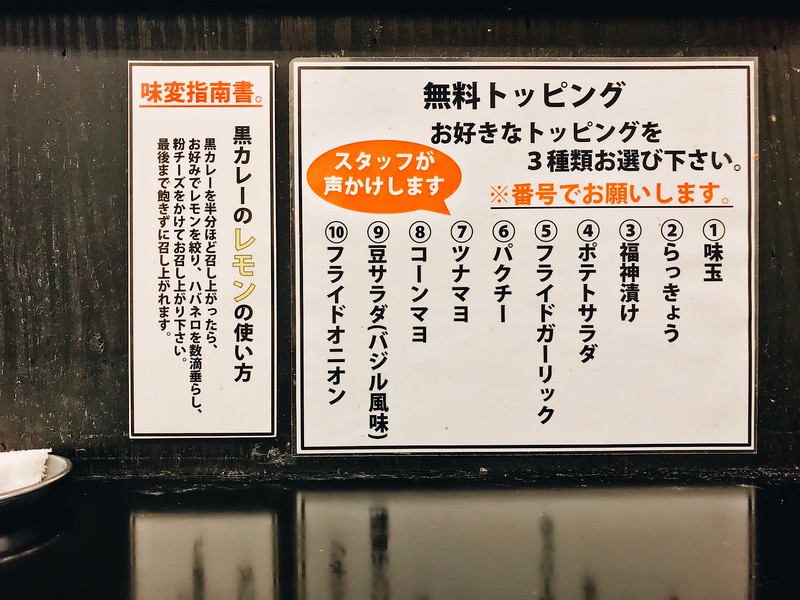 味変指南書。
黒カレーのレモンの使い方
黒カレーを半分ほど召し上がったら、
お好みでレモンを絞り、ハバネロを数滴垂らし、
粉チーズをかけてお召し上がり下さい。
最後まで飽きずに召し上がれます。
無料トッピング
お好きなトッピングを
3種類お選び下さい。
スタッフが
声かけします
※番号でお願いします。
①味玉
②らっきょう
③福神漬け
④ポテトサラダ
⑤フライドガーリック
⑥パクチー
⑦ツナマヨ
⑧コーンマヨ
⑨豆サラダ(バジル風味)
⑩フライドオニオン